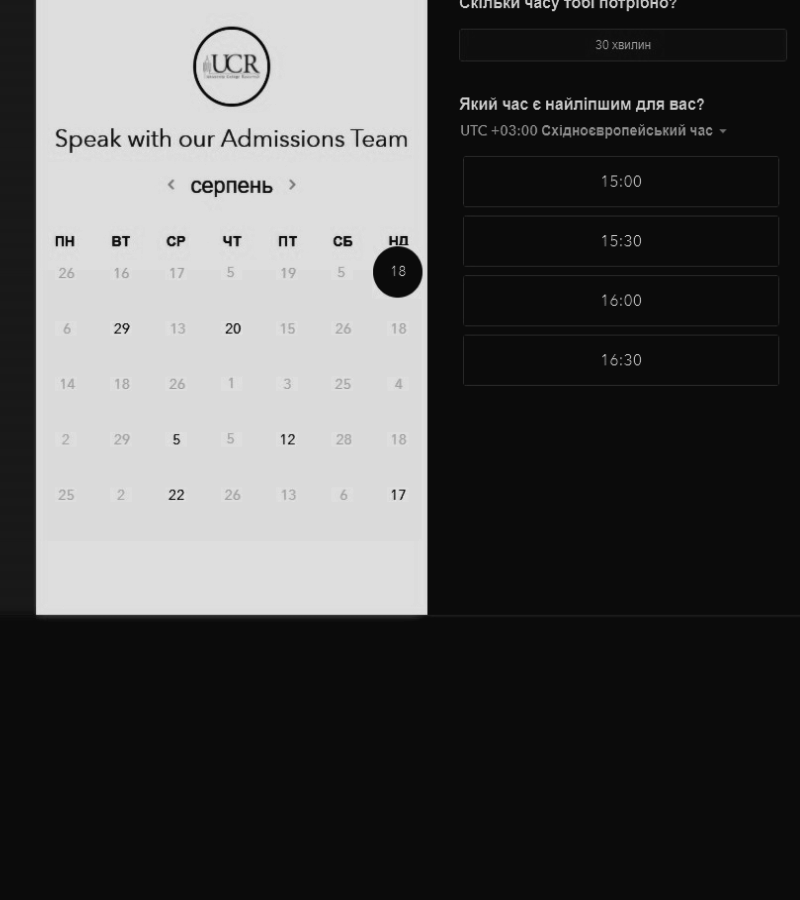 UCR
Speak with our Admissions Team
серпень
ПН ВТ СР ЧТ ПТ СБ НД
26 16 17 5 19 5 18
6 29 13 20 15 26 18
14 18 26 1 3 25 4
2 29 5 5 12 28 18
25 2 22 26 13 6 17
Скільки часу тобі потрібно?
30 хвилин
Який час є найліпшим для вас?
UTC +03:00 Східноєвропейський час
15:00
15:30
16:00
16:30